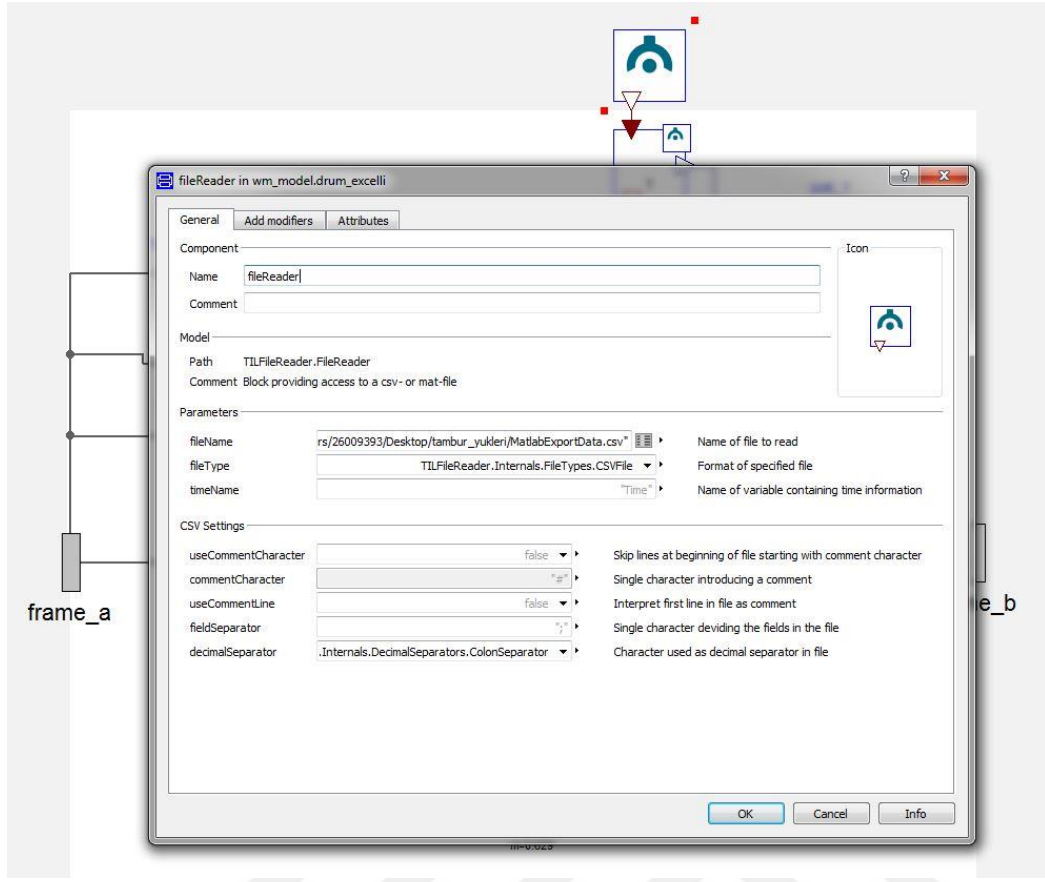 fileReader in wm_model.drum_excelli
General Add modifiers Attributes
Component
Icon
Name fileReader
Comment
Model
Path TILFileReader.FileReader
Comment Block providing access to a csv- or mat-file
Parameters
fileName rs/26009393/Desktop/tambur_yukleri/MatlabExportData.csv" Name of file to read
fileType TILFileReader.Internals.FileTypes.CSVFile Format of specified file
timeName "Time" Name of variable containing time information
CSV Settings
useCommentCharacter false Skip lines at beginning of file starting with comment character
commentCharacter "#" Single character introducing a comment
useCommentLine false Interpret first line in file as comment
fieldSeparator ";" Single character deviding the fields in the file
decimalSeparator .Internals.DecimalSeparators.ColonSeparator Character used as decimal separator in file
frame_a
e_b
OK Cancel Info